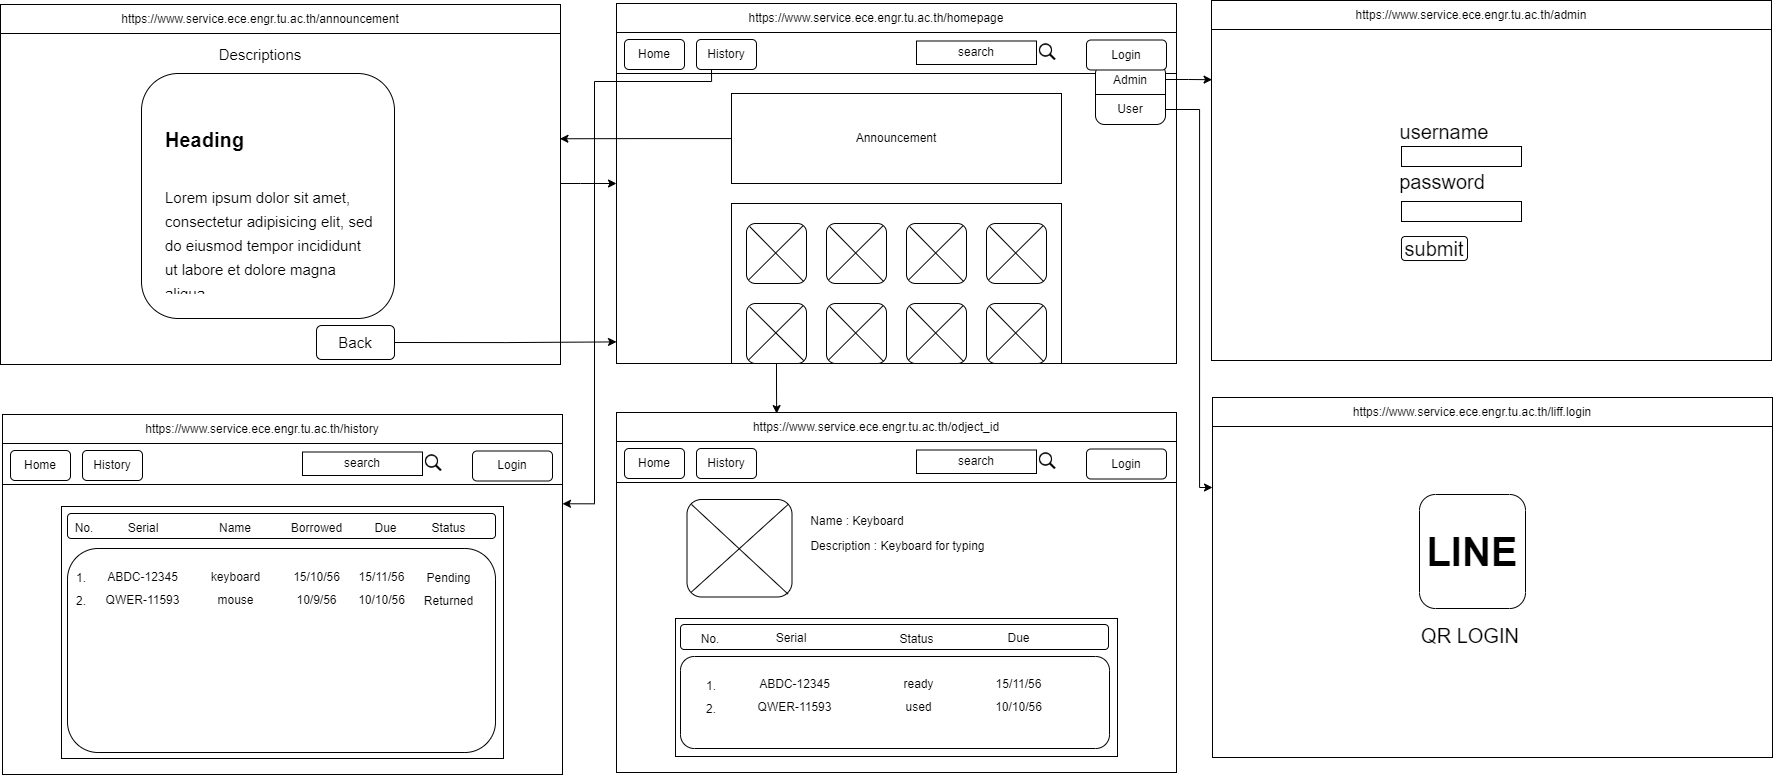 https://www.service.ece.engr.tu.ac.th/announcement
Descriptions
Heading
Lorem ipsum dolor sit amet,
consectetur adipisicing elit, sed
do eiusmod tempor incididunt
ut labore et dolore magna
aliqua.
Back
https://www.service.ece.engr.tu.ac.th/homepage
Home
History
search
Login
Admin
User
Announcement
https://www.service.ece.engr.tu.ac.th/admin
username
password
submit
https://www.service.ece.engr.tu.ac.th/history
Home
History
search
Login
No. Serial Name Borrowed Due Status
1. ABDC-12345 keyboard 15/10/56 15/11/56 Pending
2. QWER-11593 mouse 10/9/56 10/10/56 Returned
https://www.service.ece.engr.tu.ac.th/odject_id
Home
History
search
Login
Name : Keyboard
Description : Keyboard for typing
No. Serial Status Due
1. ABDC-12345 ready 15/11/56
2. QWER-11593 used 10/10/56
https://www.service.ece.engr.tu.ac.th/liff.login
LINE
QR LOGIN